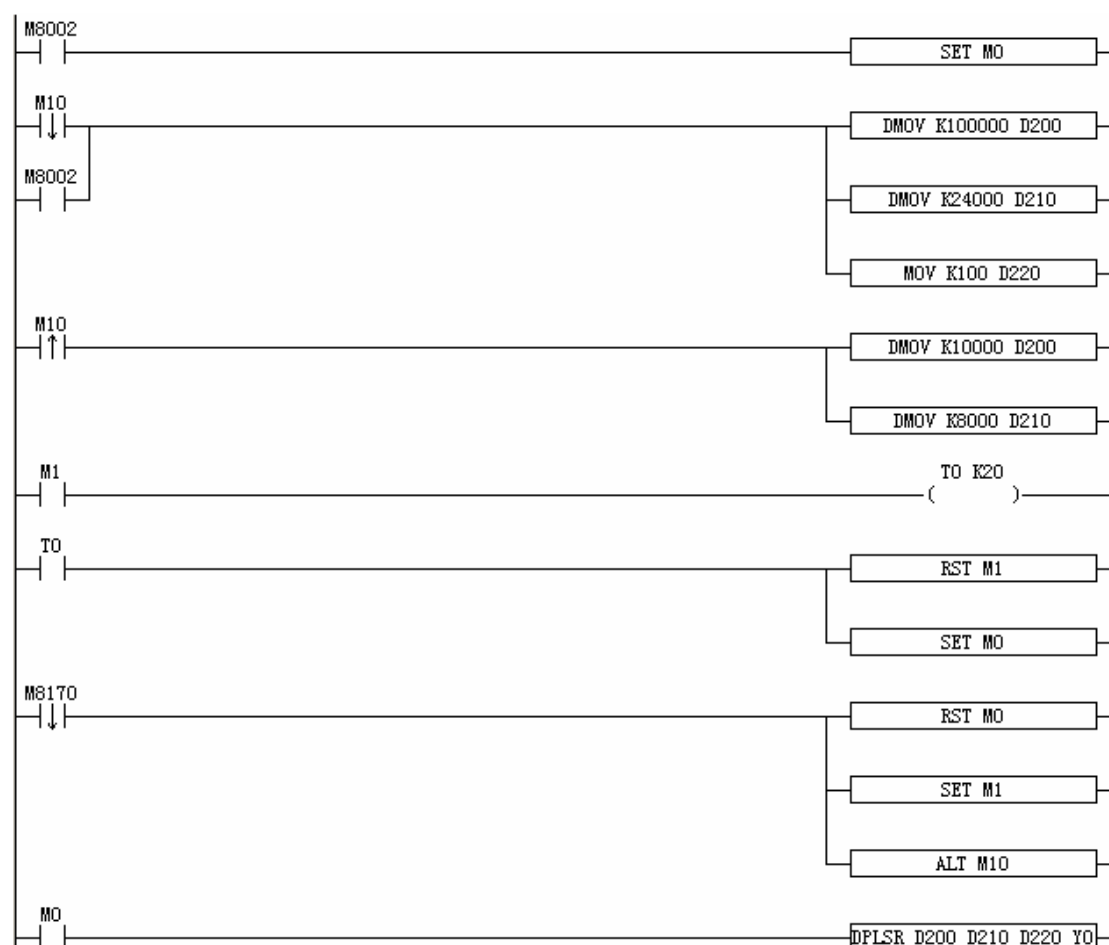 M8002
SET M0
M10
DMOV K100000 D200
M8002
DMOV K24000 D210
MOV K100 D220
M10
DMOV K10000 D200
DMOV K8000 D210
M1
T0 K20
T0
RST M1
SET M0
M8170
RST M0
SET M1
ALT M10
M0
DPLSR D200 D210 D220 Y0